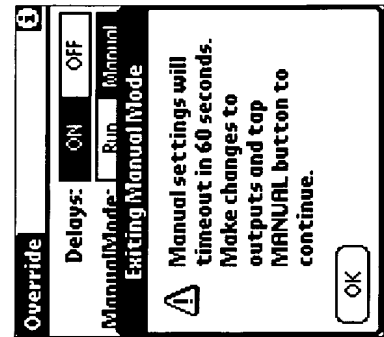 Override
Delays: ON OFF
ManualMode: Run Manual
Exiting Manual Mode
Manual settings will
timeout in 60 seconds.
Make changes to
outputs and tap
MANUAL button to
continue.
OK